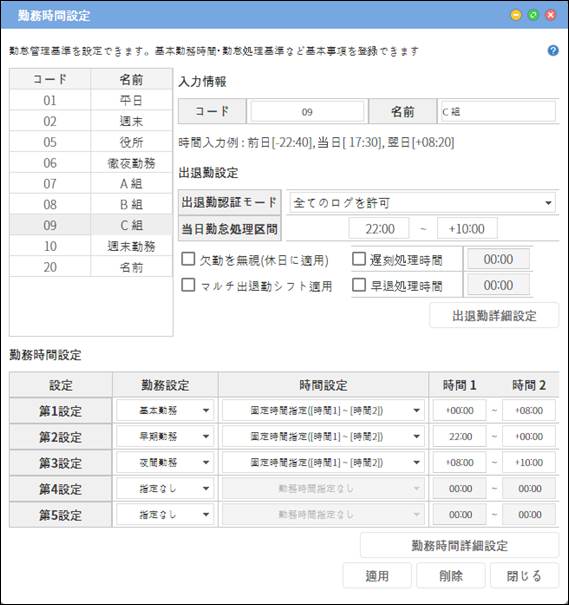 勤務時間設定
勤怠管理基準を設定できます。基本勤務時間・勤怠処理基準など基本事項を登録できます
?
コード 名前
01 平日
02 週末
05 役所
06 徹夜勤務
07 A 組
08 B 組
09 C 組
10 週末勤務
20 名前
入力情報
コード 09 名前 C 組
時間入力例 : 前日[-22:40], 当日[ 17:30], 翌日[+08:20]
出退勤設定
出退勤認証モード 全てのログを許可
当日勤怠処理区間 22:00 ~ +10:00
欠勤を無視(休日に適用) 遅刻処理時間 00:00
マルチ出退勤シフト適用 早退処理時間 00:00
出退勤詳細設定
勤務時間設定
設定 勤務設定 時間設定 時間 1 時間 2
第1設定 基本勤務 固定時間指定([時間1] ~ [時間2]) +00:00 ~ +08:00
第2設定 早期勤務 固定時間指定([時間1] ~ [時間2]) 22:00 ~ +00:00
第3設定 夜間勤務 固定時間指定([時間1] ~ [時間2]) +08:00 ~ +10:00
第4設定 指定なし 勤務時間指定なし 00:00 ~ 00:00
第5設定 指定なし 勤務時間指定なし 00:00 ~ 00:00
勤務時間詳細設定
適用 削除 閉じる